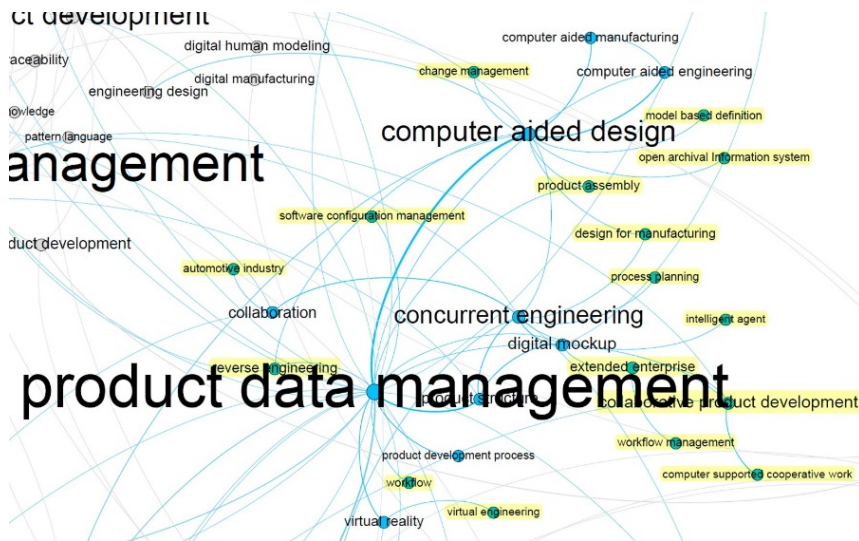 ct development
computer aided manufacturing
digital human modeling
aceability
change management
computer aided engineering
digital manufacturing
engineering design
owledge
model based definition
computer aided design
pattern language
open archival Information system
anagement
product assembly
software configuration management
design for manufacturing
duct development
automotive industry
process planning
collaboration
concurrent engineering
intelligent agent
digital mockup
reverse engineering
extended enterprise
product data management
product structure
collaborative product development
workflow management
product development process
computer supported cooperative work
workflow
virtual engineering
virtual reality